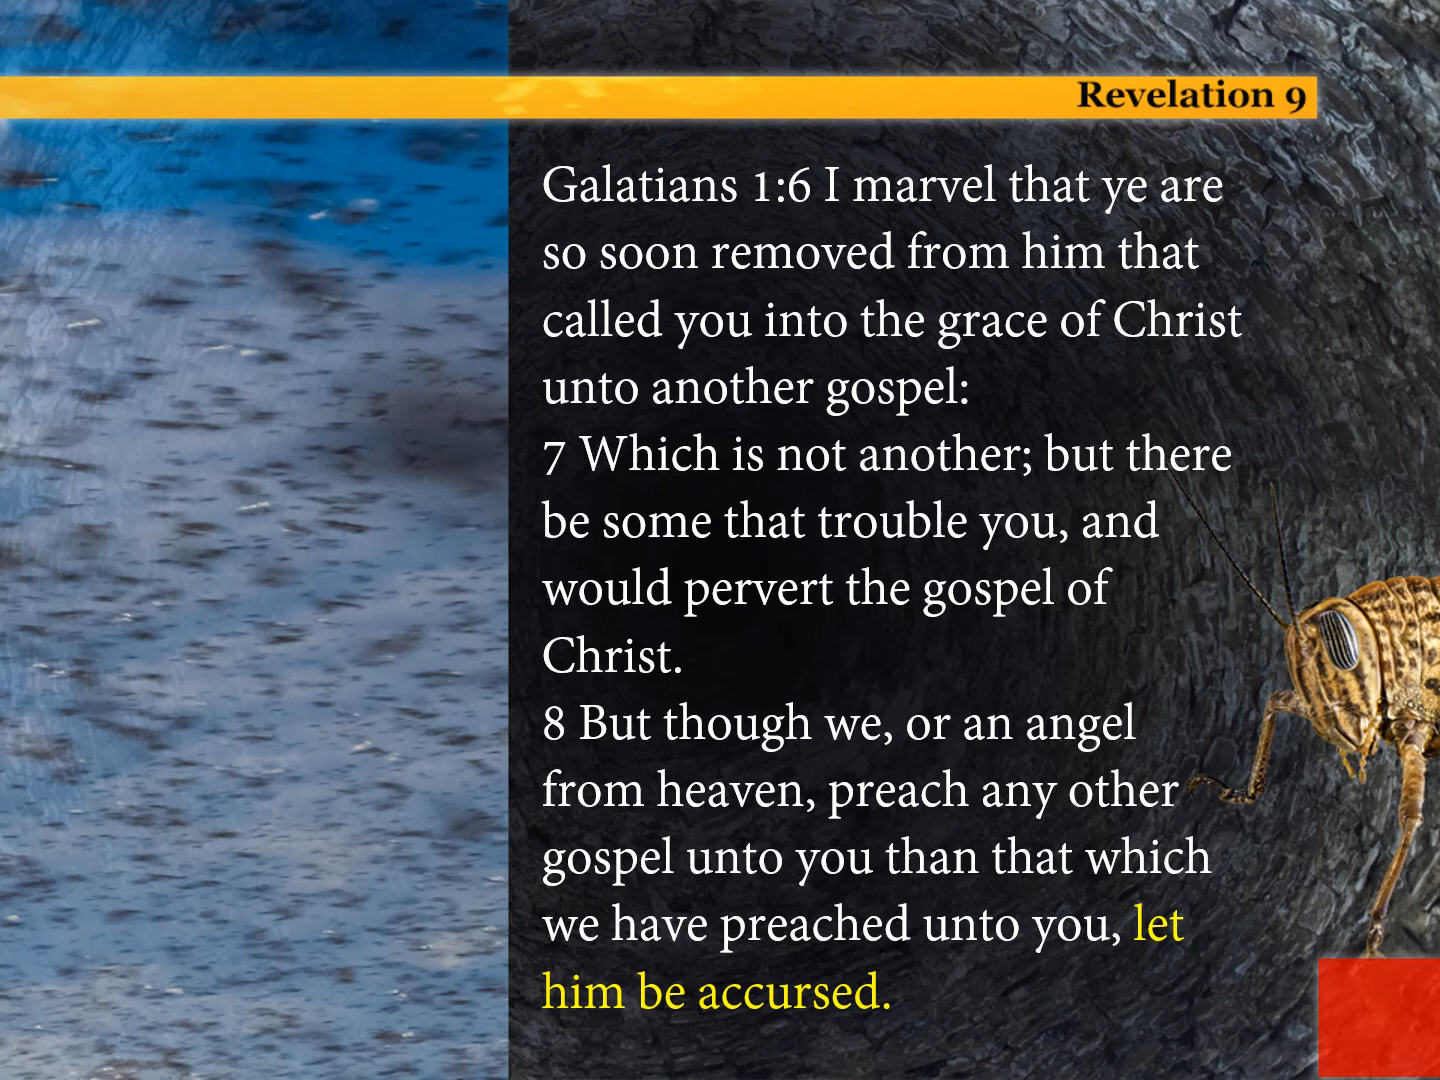 Revelation 9
Galatians 1:6 I marvel that ye are
so soon removed from him that
called you into the grace of Christ
unto another gospel:
7 Which is not another; but there
be some that trouble you, and
would pervert the gospel of
Christ.
8 But though we, or an angel
from heaven, preach any other
gospel unto you than that which
we have preached unto you, let
him be accursed.